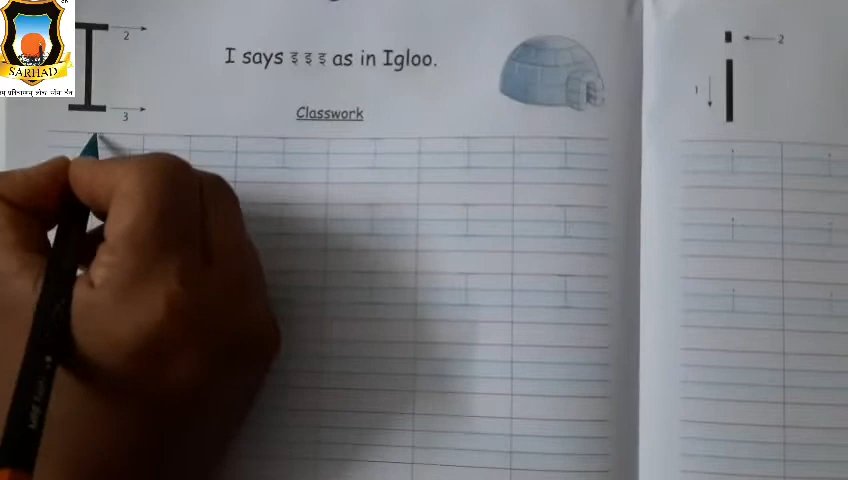 SARHAD
2
3
I says इ इ इ as in Igloo.
Classwork
2
1